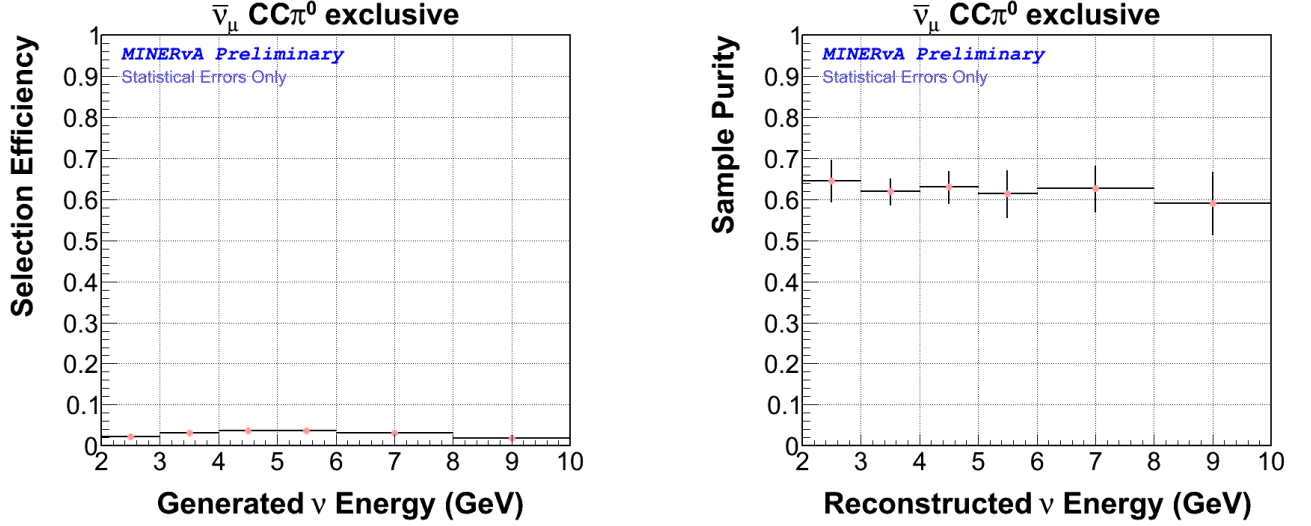 ν̅μ CCπ⁰ exclusive
MINERνA Preliminary
Statistical Errors Only
Selection Efficiency
1
0.9
0.8
0.7
0.6
0.5
0.4
0.3
0.2
0.1
0
2 3 4 5 6 7 8 9 10
Generated ν Energy (GeV)
ν̅μ CCπ⁰ exclusive
MINERνA Preliminary
Statistical Errors Only
Sample Purity
1
0.9
0.8
0.7
0.6
0.5
0.4
0.3
0.2
0.1
0
2 3 4 5 6 7 8 9 10
Reconstructed ν Energy (GeV)